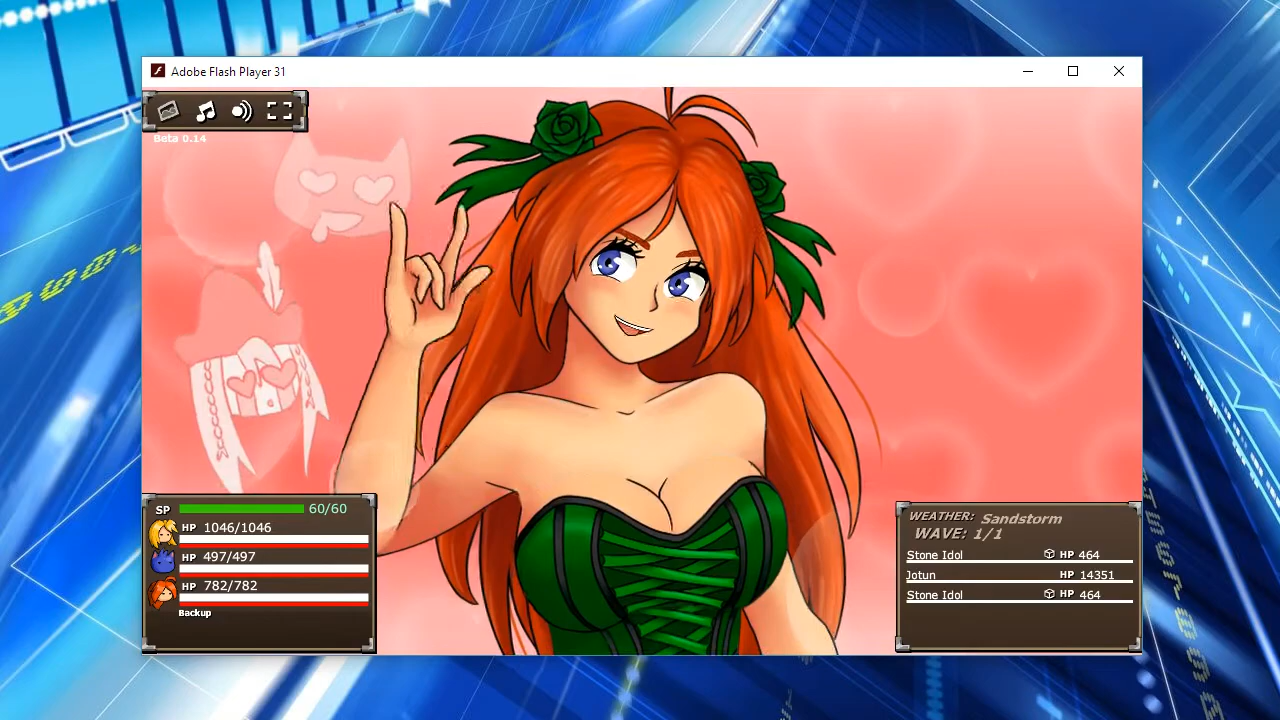 Adobe Flash Player 31
Beta 0.14
SP 60/60
HP 1046/1046
HP 497/497
HP 782/782
Backup
WEATHER: Sandstorm
WAVE: 1/1
Stone Idol HP 464
Jotun HP 14351
Stone Idol HP 464